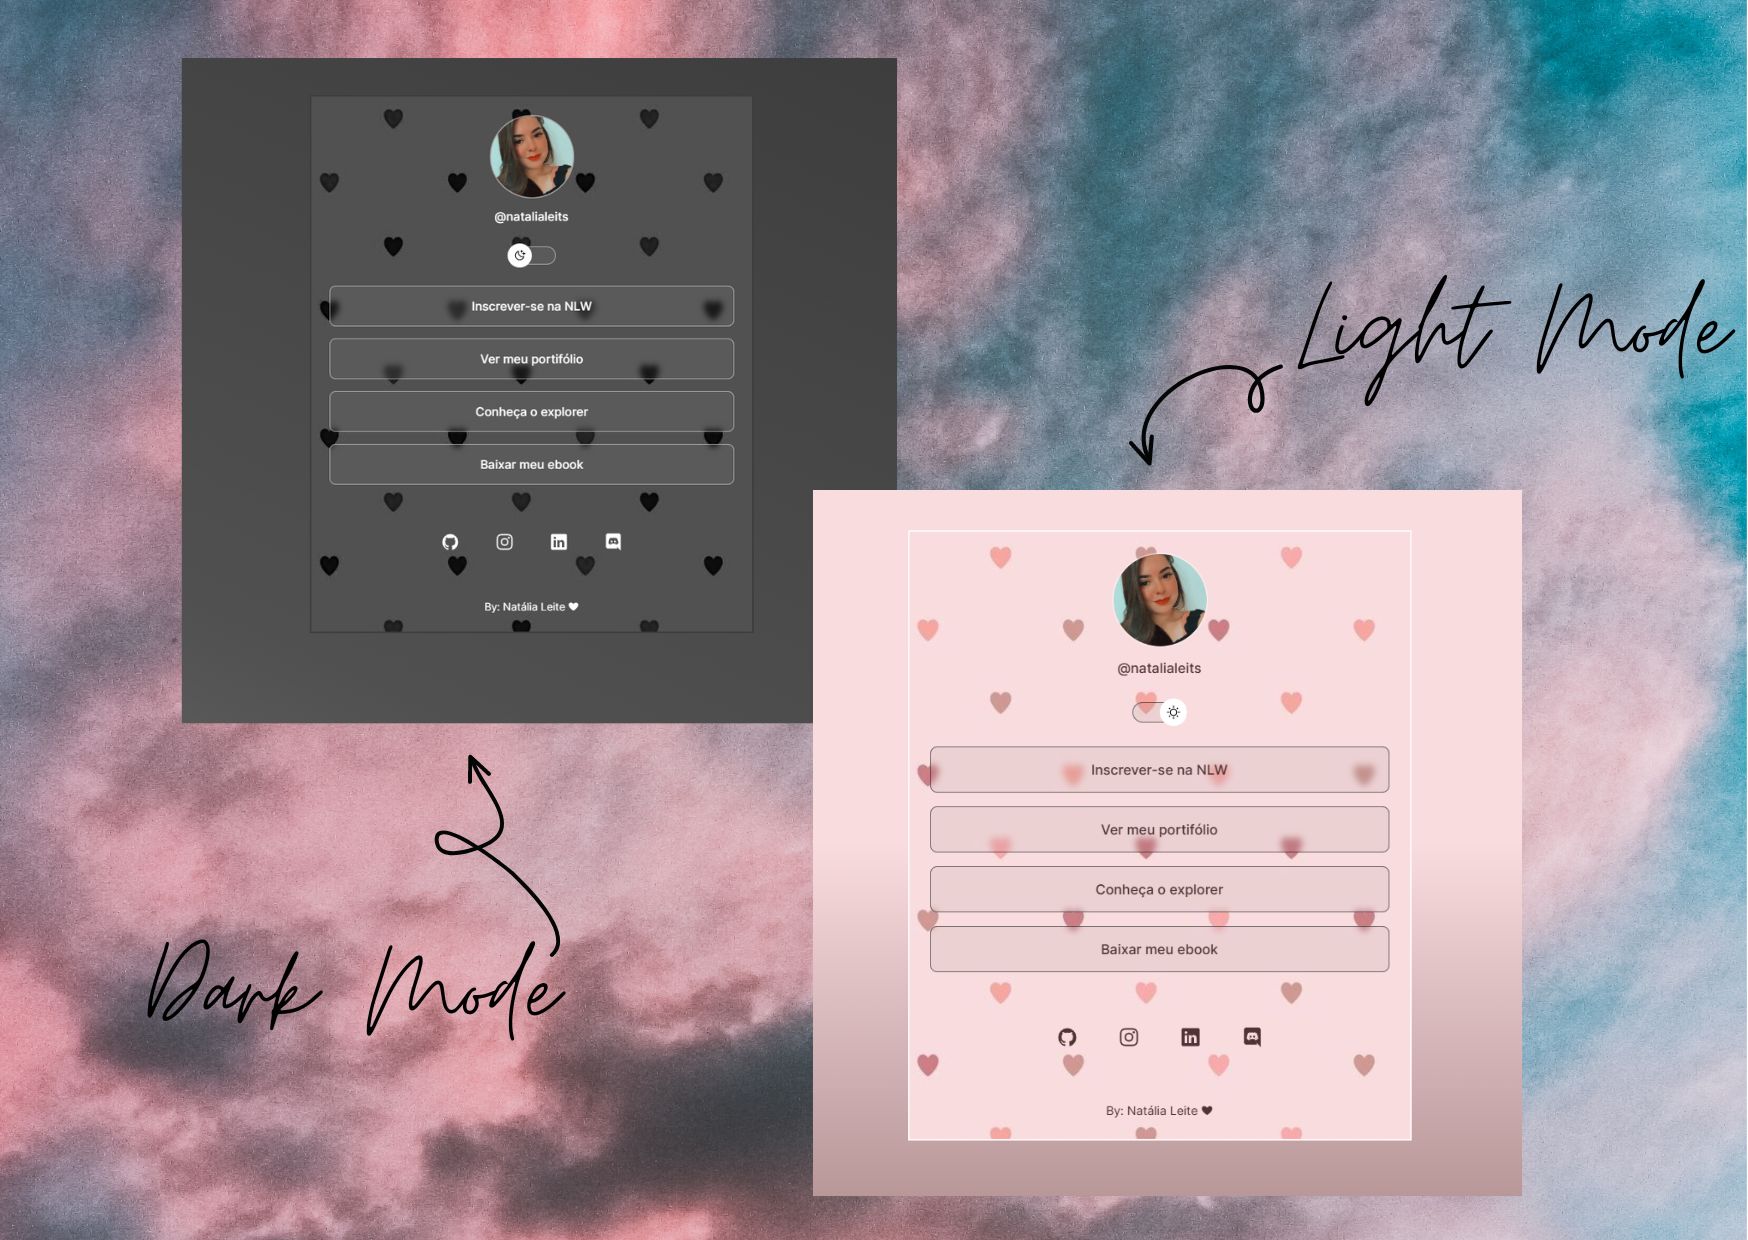 @natalialeits
Inscrever-se na NLW
Ver meu portifólio
Conheça o explorer
Baixar meu ebook
By: Natália Leite
Light Mode
@natalialeits
Inscrever-se na NLW
Ver meu portifólio
Conheça o explorer
Baixar meu ebook
By: Natália Leite
Dark Mode